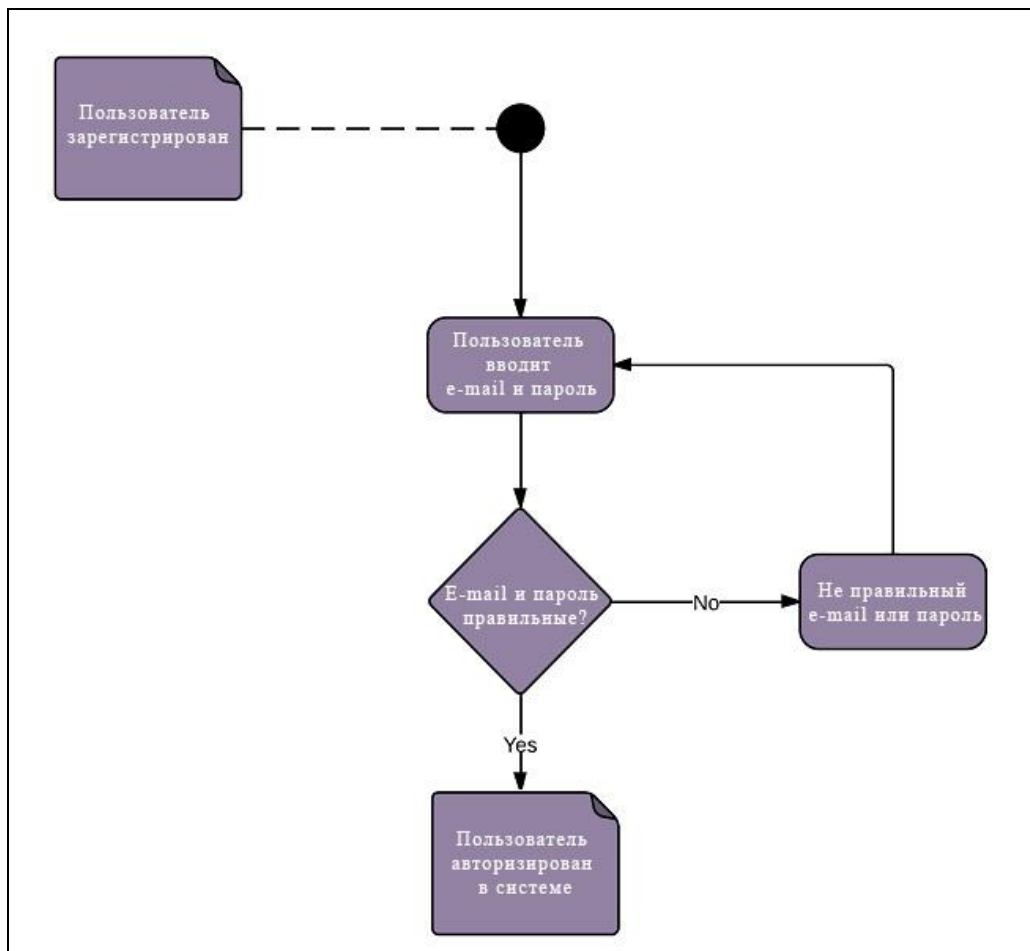 Пользователь
зарегистрирован
Пользователь
вводит
e-mail и пароль
E-mail и пароль
правильные?
No
Не правильный
e-mail или пароль
Yes
Пользователь
авторизирован
в системе